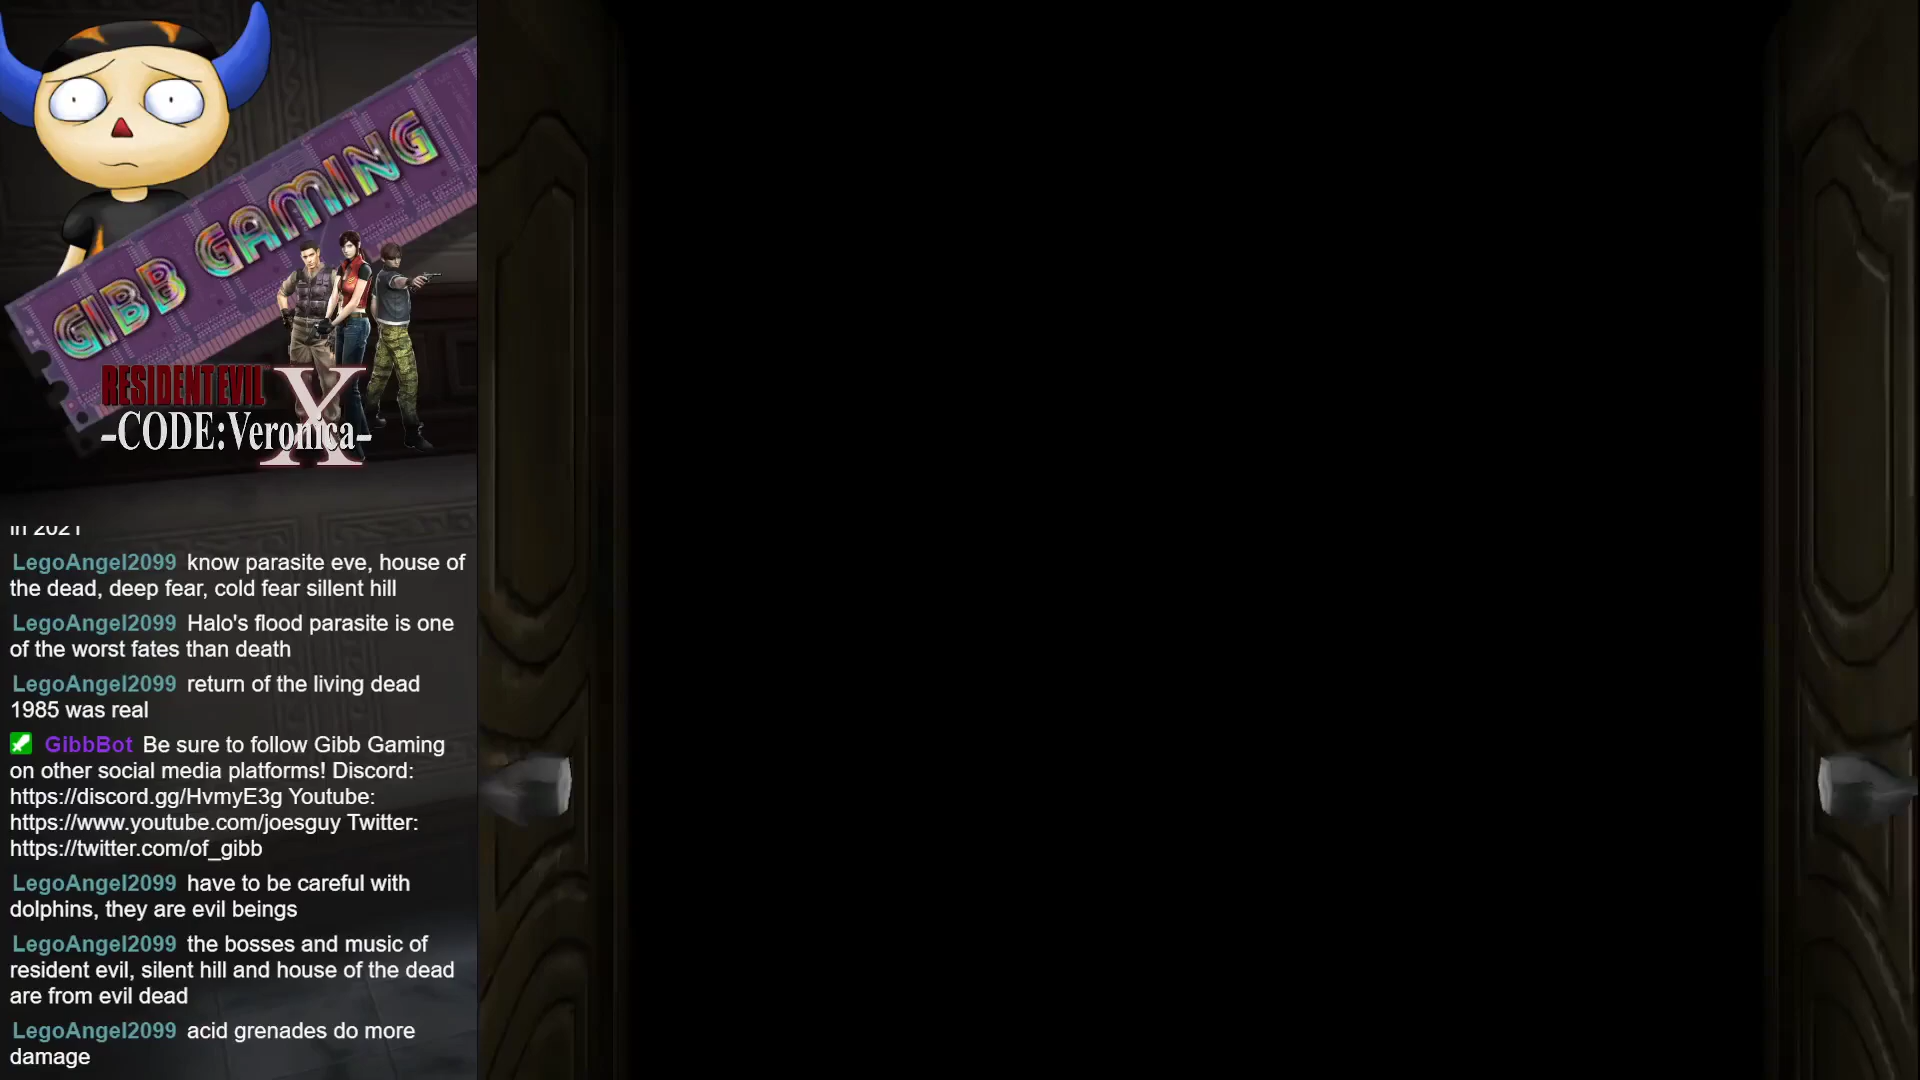 GIBB GAMING
RESIDENT EVIL X
-CODE:Veronica-
in 2021
LegoAngel2099 know parasite eve, house of
the dead, deep fear, cold fear sillent hill
LegoAngel2099 Halo's flood parasite is one
of the worst fates than death
LegoAngel2099 return of the living dead
1985 was real
GibbBot Be sure to follow Gibb Gaming
on other social media platforms! Discord:
https://discord.gg/HvmyE3g Youtube:
https://www.youtube.com/joesguy Twitter:
https://twitter.com/of_gibb
LegoAngel2099 have to be careful with
dolphins, they are evil beings
LegoAngel2099 the bosses and music of
resident evil, silent hill and house of the dead
are from evil dead
LegoAngel2099 acid grenades do more
damage